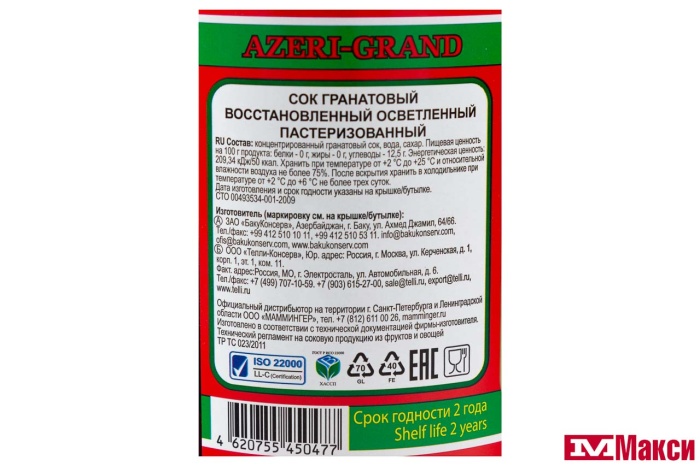 AZERI-GRAND
СОК ГРАНАТОВЫЙ
ВОССТАНОВЛЕННЫЙ ОСВЕТЛЕННЫЙ
ПАСТЕРИЗОВАННЫЙ
RU Состав: концентрированный гранатовый сок, вода, сахар. Пищевая ценность
на 100 г продукта: белки - 0 г, жиры - 0 г, углеводы - 12,5 г. Энергетическая ценность:
209,34 кДж/50 ккал. Хранить при температуре от +2 °С до +25 °С и относительной
влажности воздуха не более 75%. После вскрытия хранить в холодильнике при
температуре от +2 °С до +6 °С не более трех суток.
Дата изготовления и срок годности указаны на крышке/бутылке.
СТО 00493534-001-2009
Изготовитель (маркировку см. на крышке/бутылке):
А ЗАО «БакуКонсерв», Азербайджан, г. Баку, ул. Ахмед Джамил, 64/66.
Тел./факс: +99 412 510 10 11, +99 412 510 53 11. info@bakukonserv.com,
ofis@bakukonserv.com, www.bakukonserv.com
Б ООО «Телли-Консерв», Юр. адрес: Россия, г. Москва, ул. Керченская, д. 1,
корп. 1, эт. 1, ком. 11.
Факт. адрес:Россия, МО, г. Электросталь, ул. Автомобильная, д. 6.
Тел./факс: +7 (499) 707-10-59. +7 (903) 615-27-00, sale@telli.ru, export@telli.ru,
www.telli.ru
Официальный дистрибьютор на территории г. Санкт-Петербурга и Ленинградской
области ООО «МАММИНГЕР», тел. +7 (812) 611 00 26, mamminger.ru
Изготовлено в соответствии с технической документацией фирмы-изготовителя.
Технический регламент на соковую продукцию из фруктов и овощей
ТР ТС 023/2011
ISO 22000
LL-C (Certification)
ХАССП
70
GL
40
FE
EAC
Срок годности 2 года
Shelf life 2 years
4 620755 450477
Макси